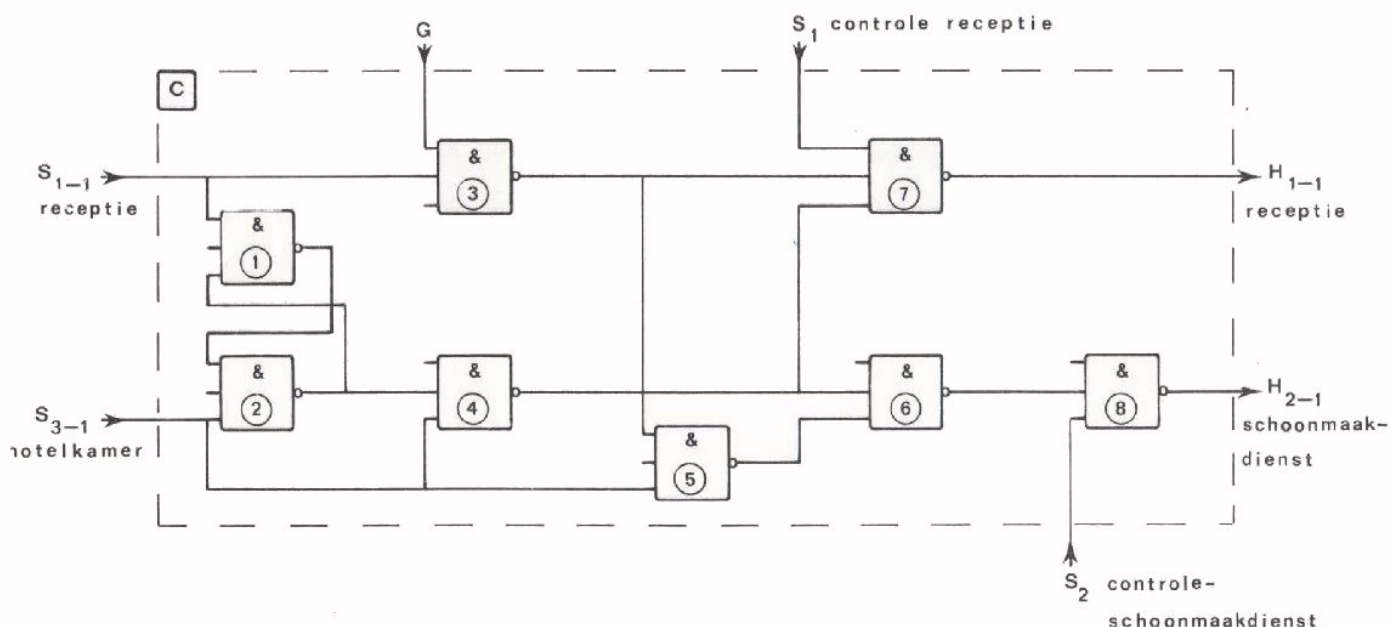 G
S1 controle receptie
C
S1–1
receptie
&
3
&
7
H1–1
receptie
&
1
&
2
&
4
&
6
&
8
S3–1
hotelkamer
H2–1
schoonmaak-
dienst
&
5
S2 controle-
schoonmaakdienst